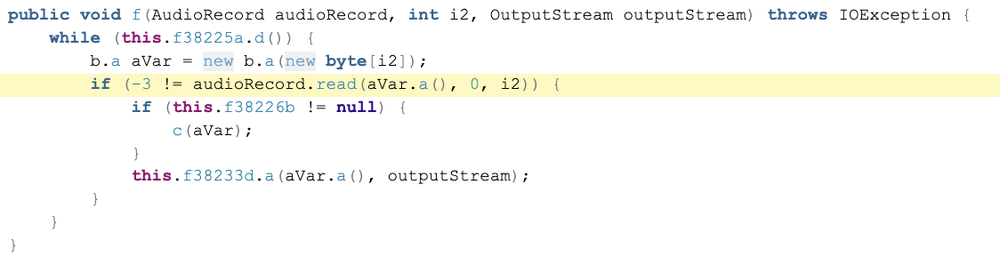 public void f(AudioRecord audioRecord, int i2, OutputStream outputStream) throws IOException {
    while (this.f38225a.d()) {
        b.a aVar = new b.a(new byte[i2]);
        if (-3 != audioRecord.read(aVar.a(), 0, i2)) {
            if (this.f38226b != null) {
                c(aVar);
            }
            this.f38233d.a(aVar.a(), outputStream);
        }
    }
}